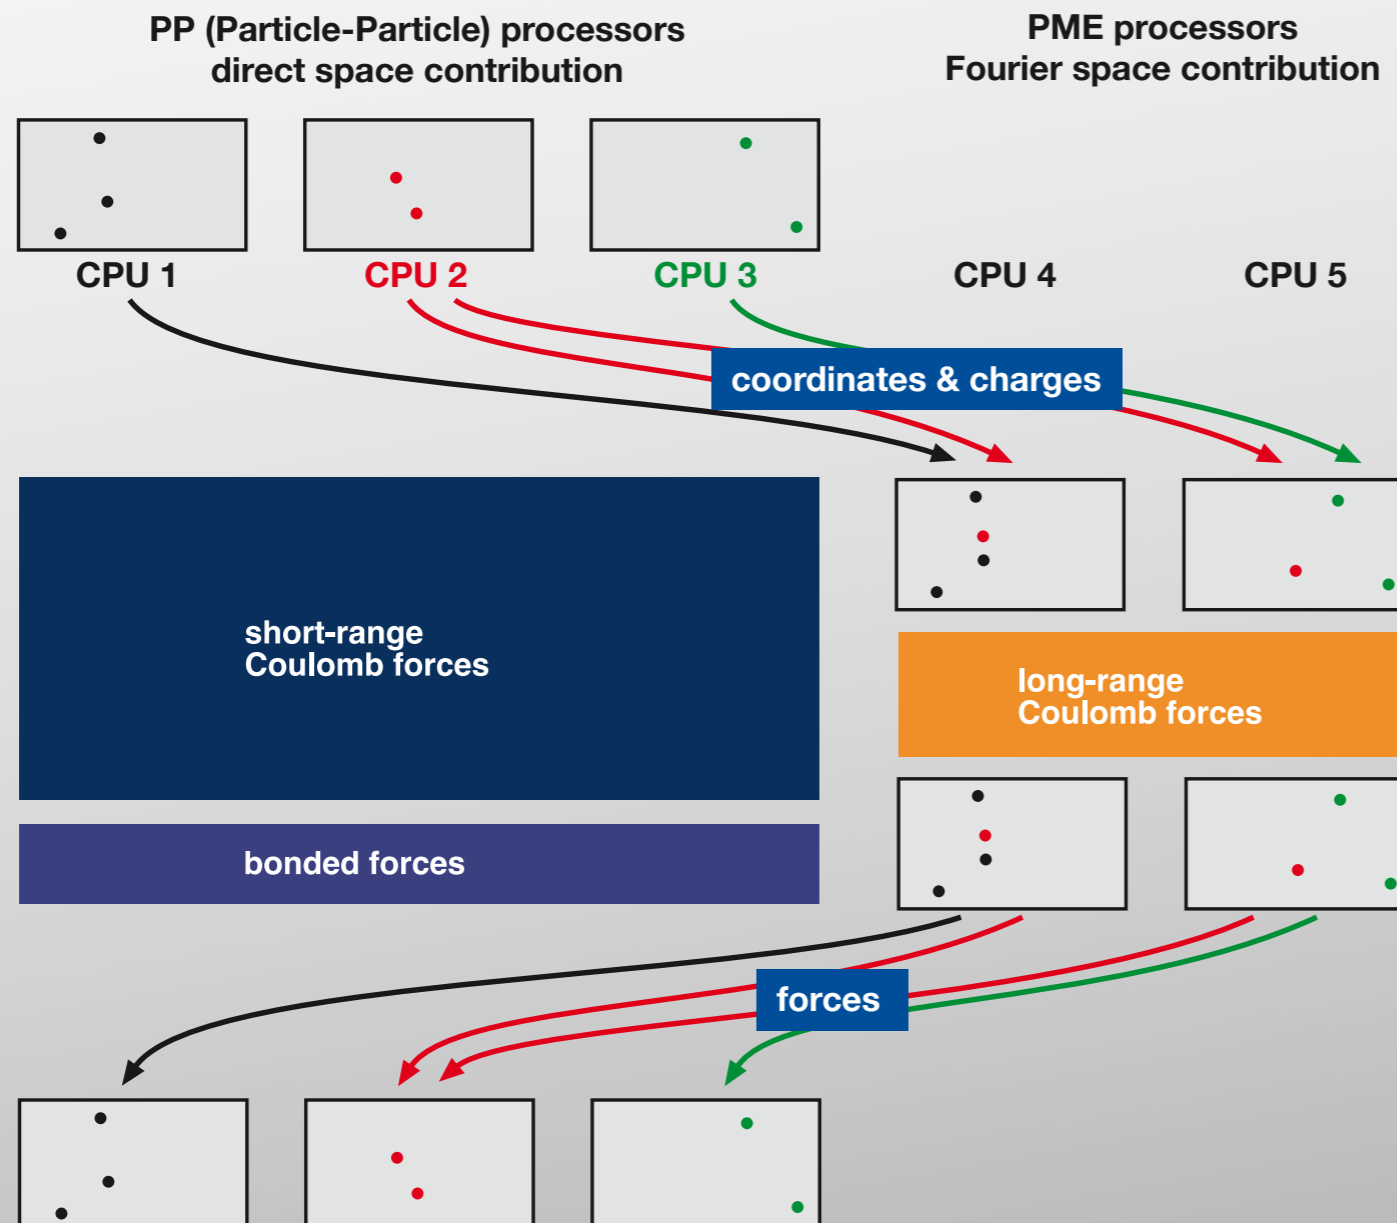 PP (Particle-Particle) processors
direct space contribution
PME processors
Fourier space contribution
CPU 1
CPU 2
CPU 3
CPU 4
CPU 5
coordinates & charges
short-range
Coulomb forces
long-range
Coulomb forces
bonded forces
forces